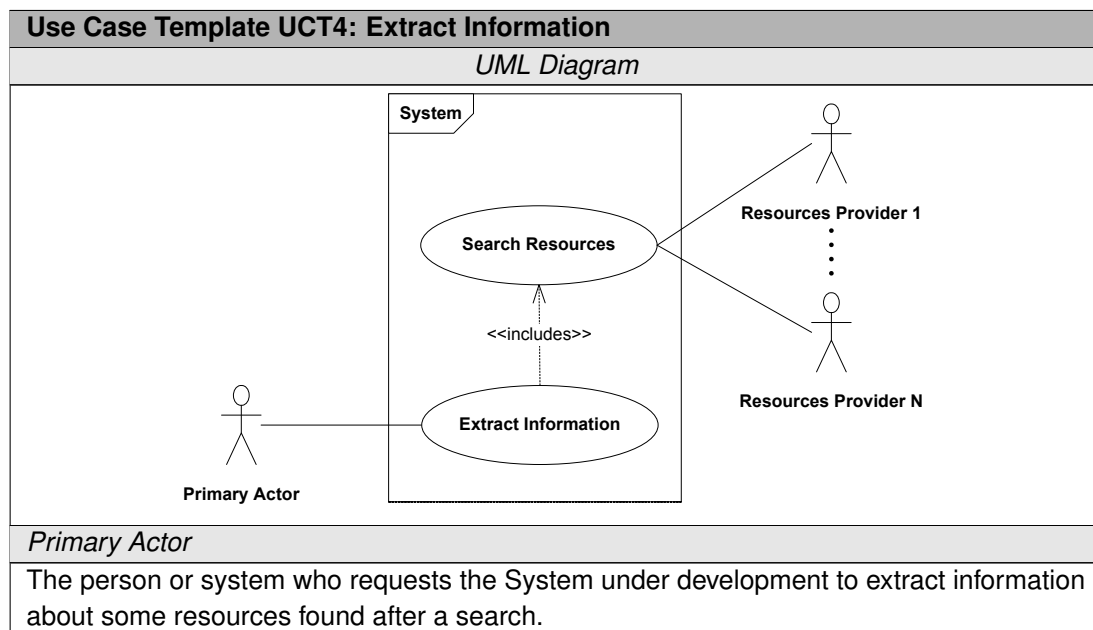 Use Case Template UCT4: Extract Information
UML Diagram
System
Resources Provider 1
Search Resources
<<includes>>
Resources Provider N
Extract Information
Primary Actor
Primary Actor
The person or system who requests the System under development to extract information
about some resources found after a search.